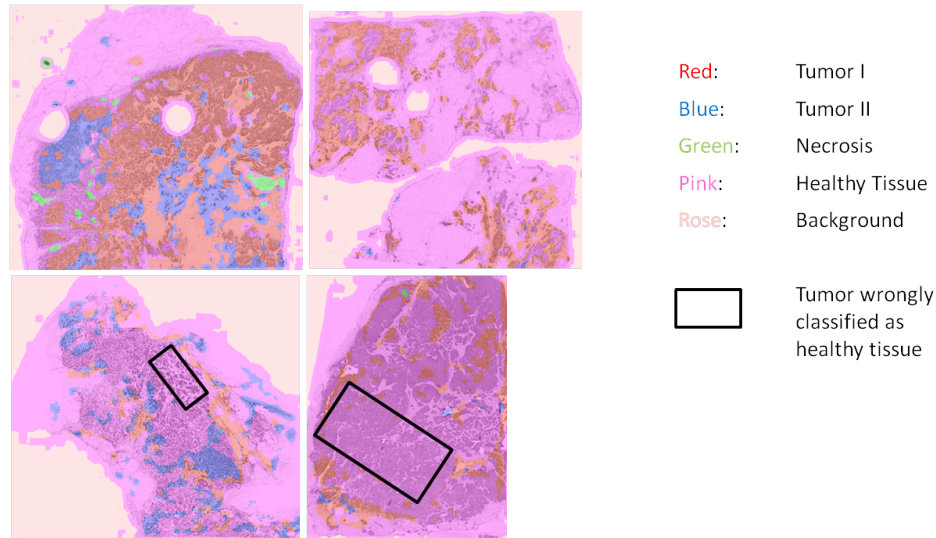 Red: Tumor I
Blue: Tumor II
Green: Necrosis
Pink: Healthy Tissue
Rose: Background
Tumor wrongly
classified as
healthy tissue